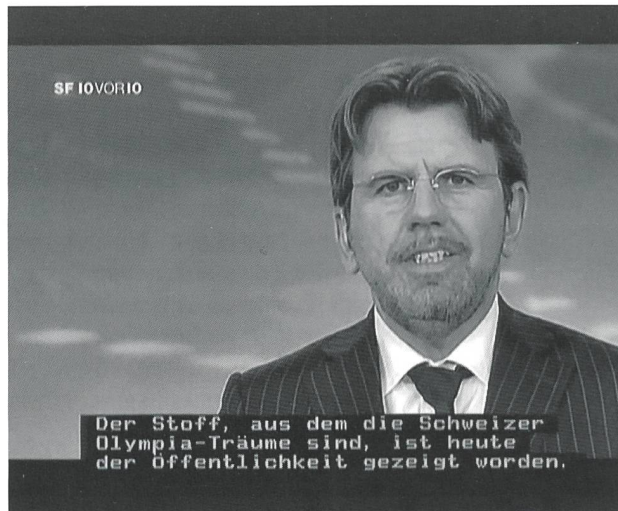 SF 10VOR10
Der Stoff, aus dem die Schweizer
Olympia-Träume sind, ist heute
der Öffentlichkeit gezeigt worden.